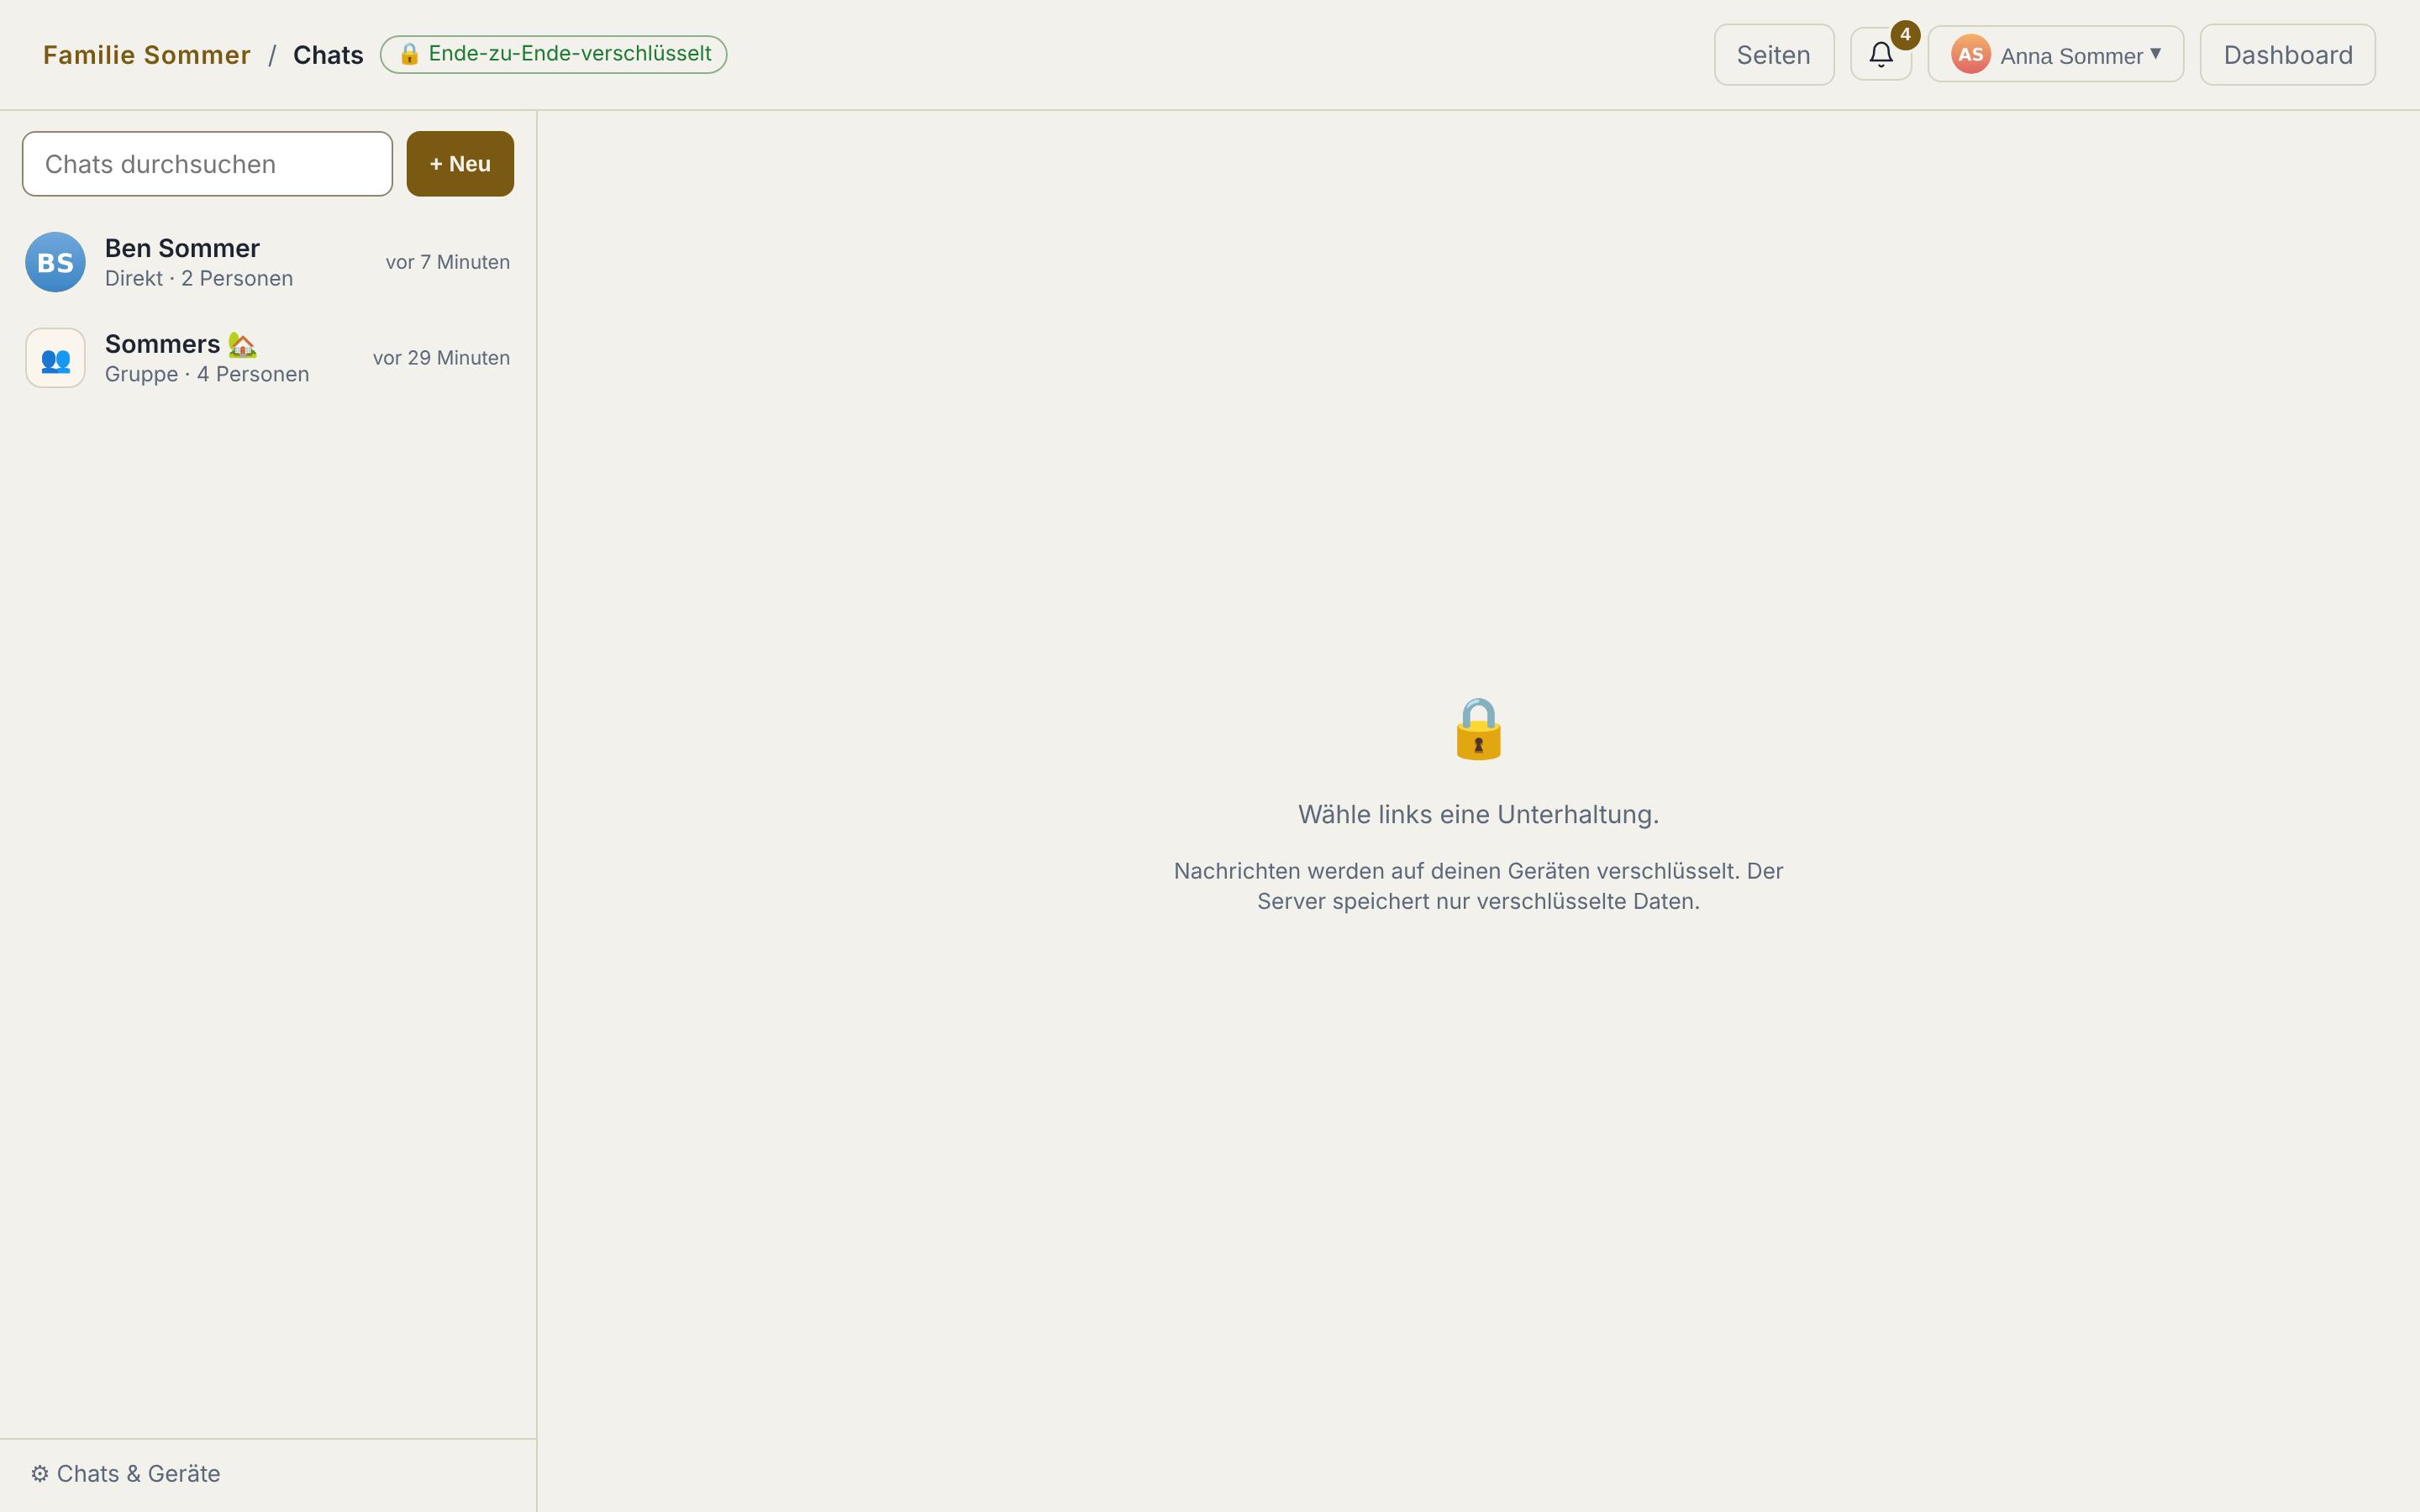 Familie Sommer / Chats 🔒 Ende-zu-Ende-verschlüsselt
Seiten 4 AS Anna Sommer ▾ Dashboard
Chats durchsuchen + Neu
BS Ben Sommer
Direkt · 2 Personen vor 7 Minuten
Sommers 🏡
Gruppe · 4 Personen vor 29 Minuten
Wähle links eine Unterhaltung.
Nachrichten werden auf deinen Geräten verschlüsselt. Der
Server speichert nur verschlüsselte Daten.
⚙ Chats & Geräte